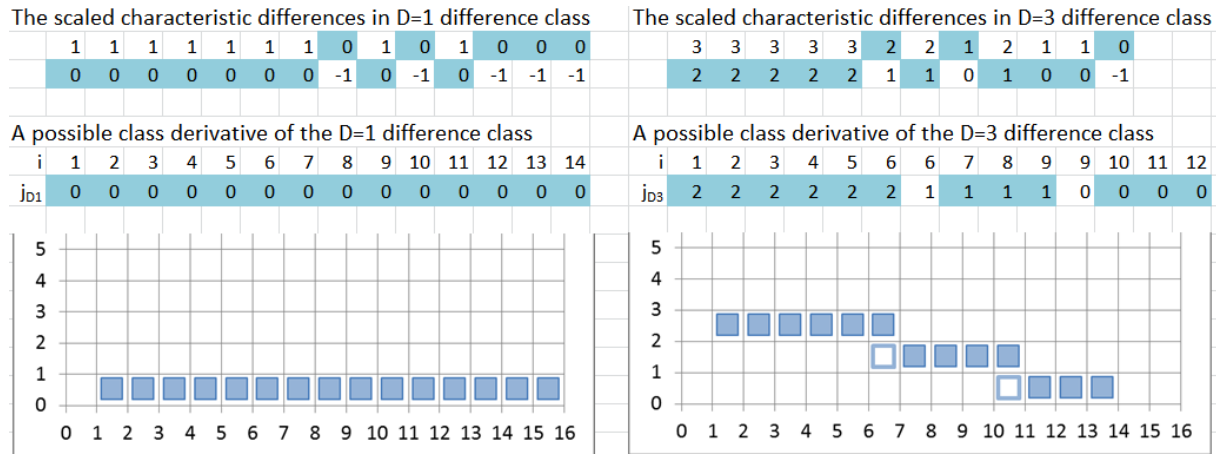 The scaled characteristic differences in D=1 difference class
1 1 1 1 1 1 1 0 1 0 1 0 0 0
0 0 0 0 0 0 0 -1 0 -1 0 -1 -1 -1
A possible class derivative of the D=1 difference class
i 1 2 3 4 5 6 7 8 9 10 11 12 13 14
jD1 0 0 0 0 0 0 0 0 0 0 0 0 0 0
5
4
3
2
1
0
0 1 2 3 4 5 6 7 8 9 10 11 12 13 14 15 16
The scaled characteristic differences in D=3 difference class
3 3 3 3 3 2 2 1 2 1 1 0
2 2 2 2 2 1 1 0 1 0 0 -1
A possible class derivative of the D=3 difference class
i 1 2 3 4 5 6 6 7 8 9 9 10 11 12
jD3 2 2 2 2 2 2 1 1 1 1 0 0 0 0
5
4
3
2
1
0
0 1 2 3 4 5 6 7 8 9 10 11 12 13 14 15 16